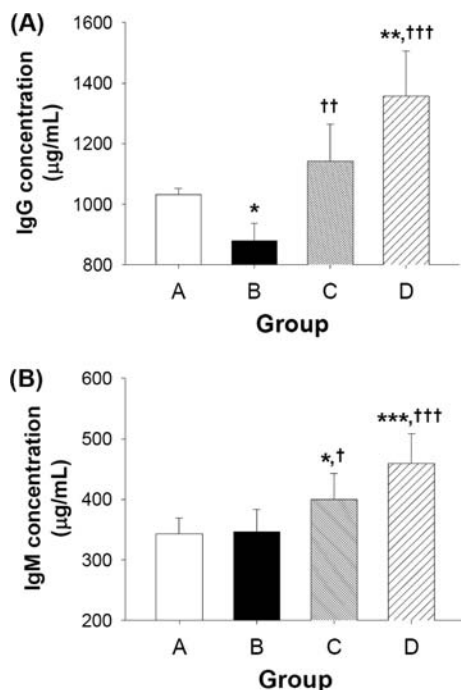 (A)
IgG concentration
(µg/mL)
1600
1400
1200
1000
800
*
††
**,†††
A B C D
Group
(B)
IgM concentration
(µg/mL)
600
500
400
300
200
*,†
***,†††
A B C D
Group